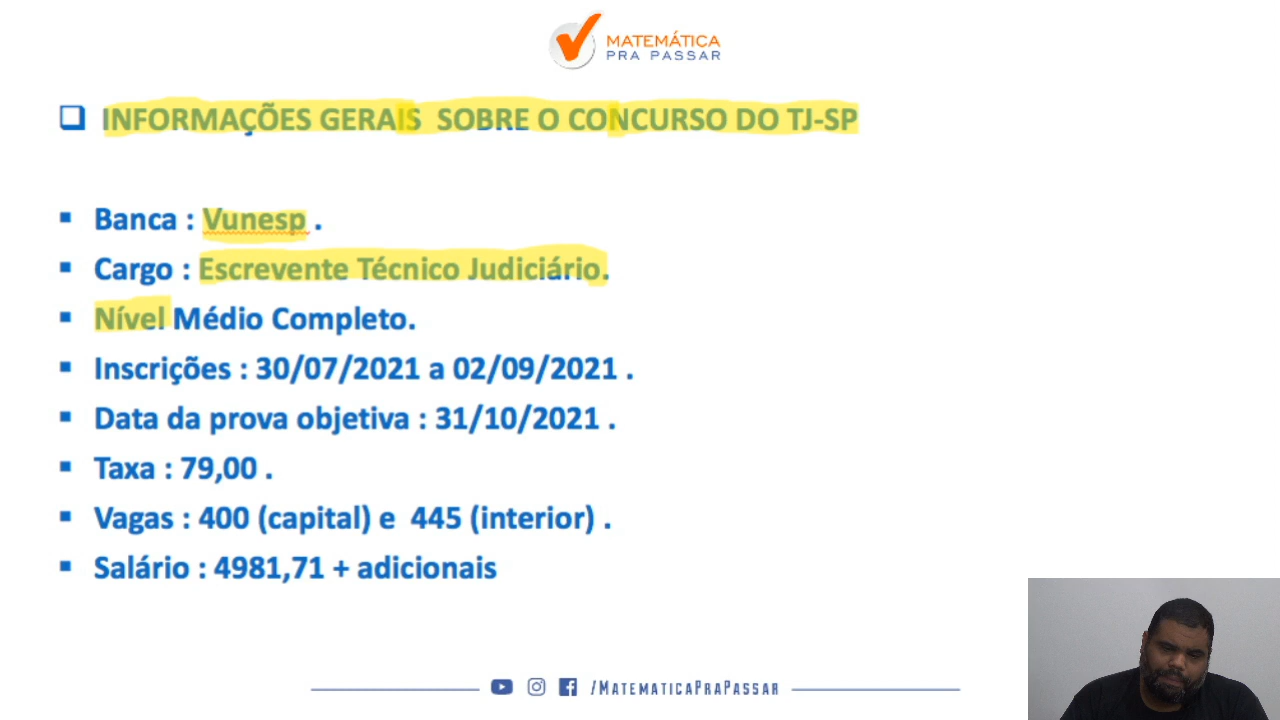 MATEMÁTICA
PRA PASSAR
INFORMAÇÕES GERAIS SOBRE O CONCURSO DO TJ-SP
Banca : Vunesp .
Cargo : Escrevente Técnico Judiciário.
Nível Médio Completo.
Inscrições : 30/07/2021 a 02/09/2021 .
Data da prova objetiva : 31/10/2021 .
Taxa : 79,00 .
Vagas : 400 (capital) e 445 (interior) .
Salário : 4981,71 + adicionais
/MATEMATICAPRAPASSAR